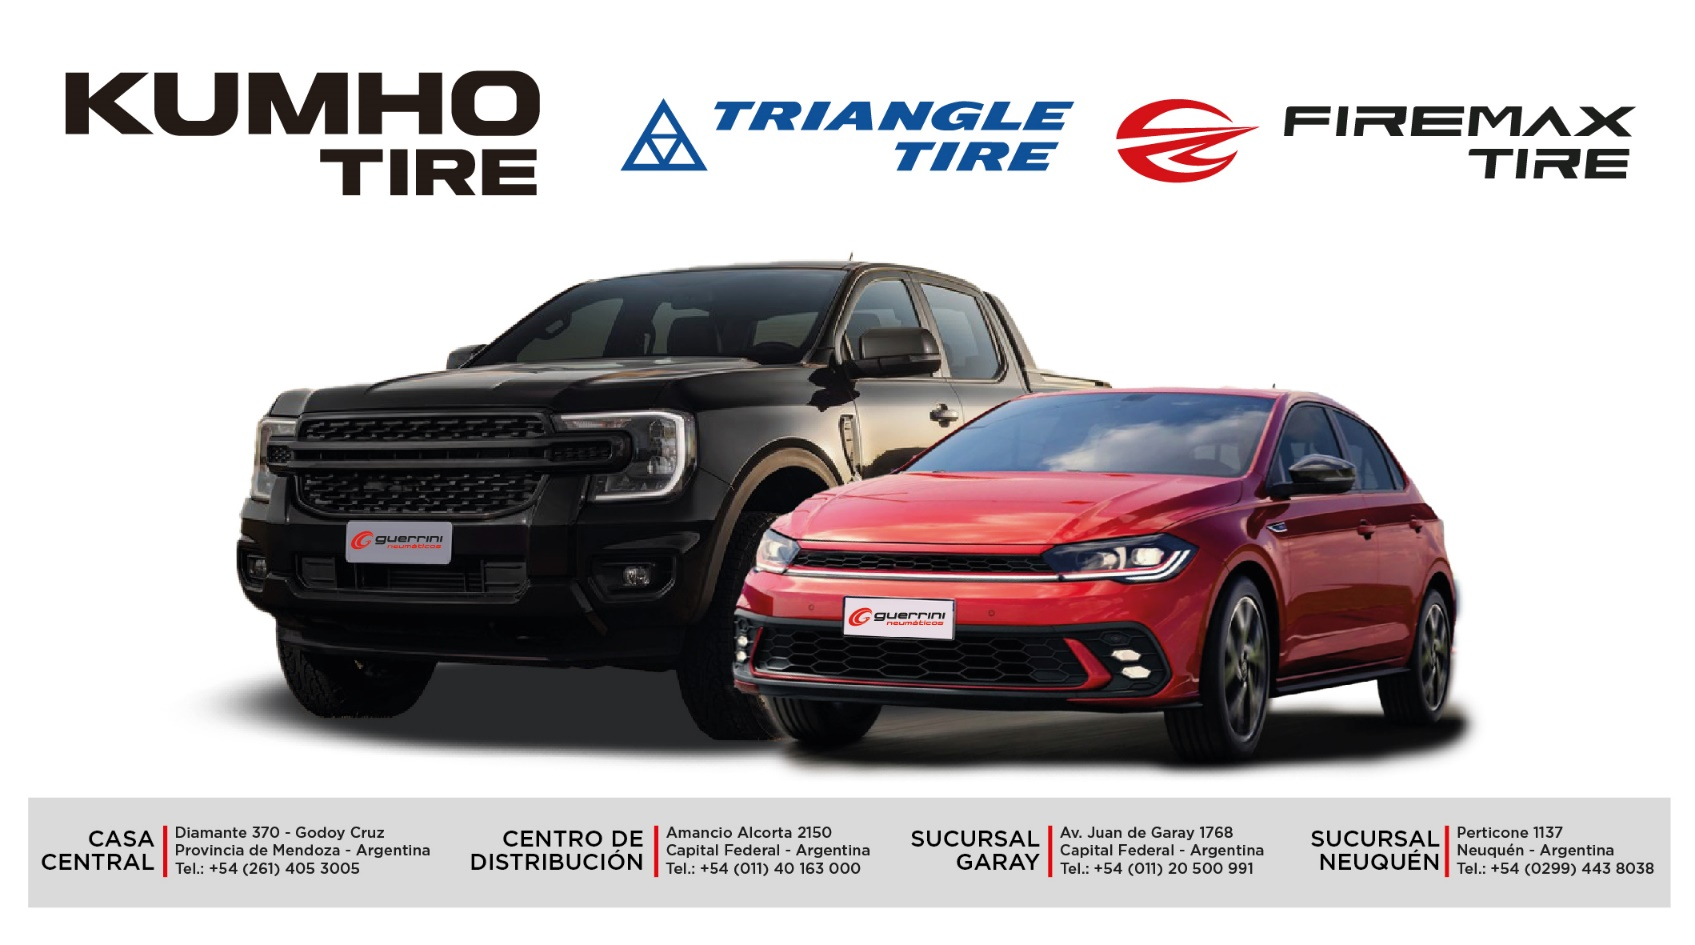 KUMHO
TIRE
TRIANGLE
TIRE
FIREMAX
TIRE
guerrini
neumáticos
guerrini
neumáticos
CASA
CENTRAL
Diamante 370 - Godoy Cruz
Provincia de Mendoza - Argentina
Tel.: +54 (261) 405 3005
CENTRO DE
DISTRIBUCIÓN
Amancio Alcorta 2150
Capital Federal - Argentina
Tel.: +54 (011) 40 163 000
SUCURSAL
GARAY
Av. Juan de Garay 1768
Capital Federal - Argentina
Tel.: +54 (011) 20 500 991
SUCURSAL
NEUQUÉN
Perticone 1137
Neuquén - Argentina
Tel.: +54 (0299) 443 8038